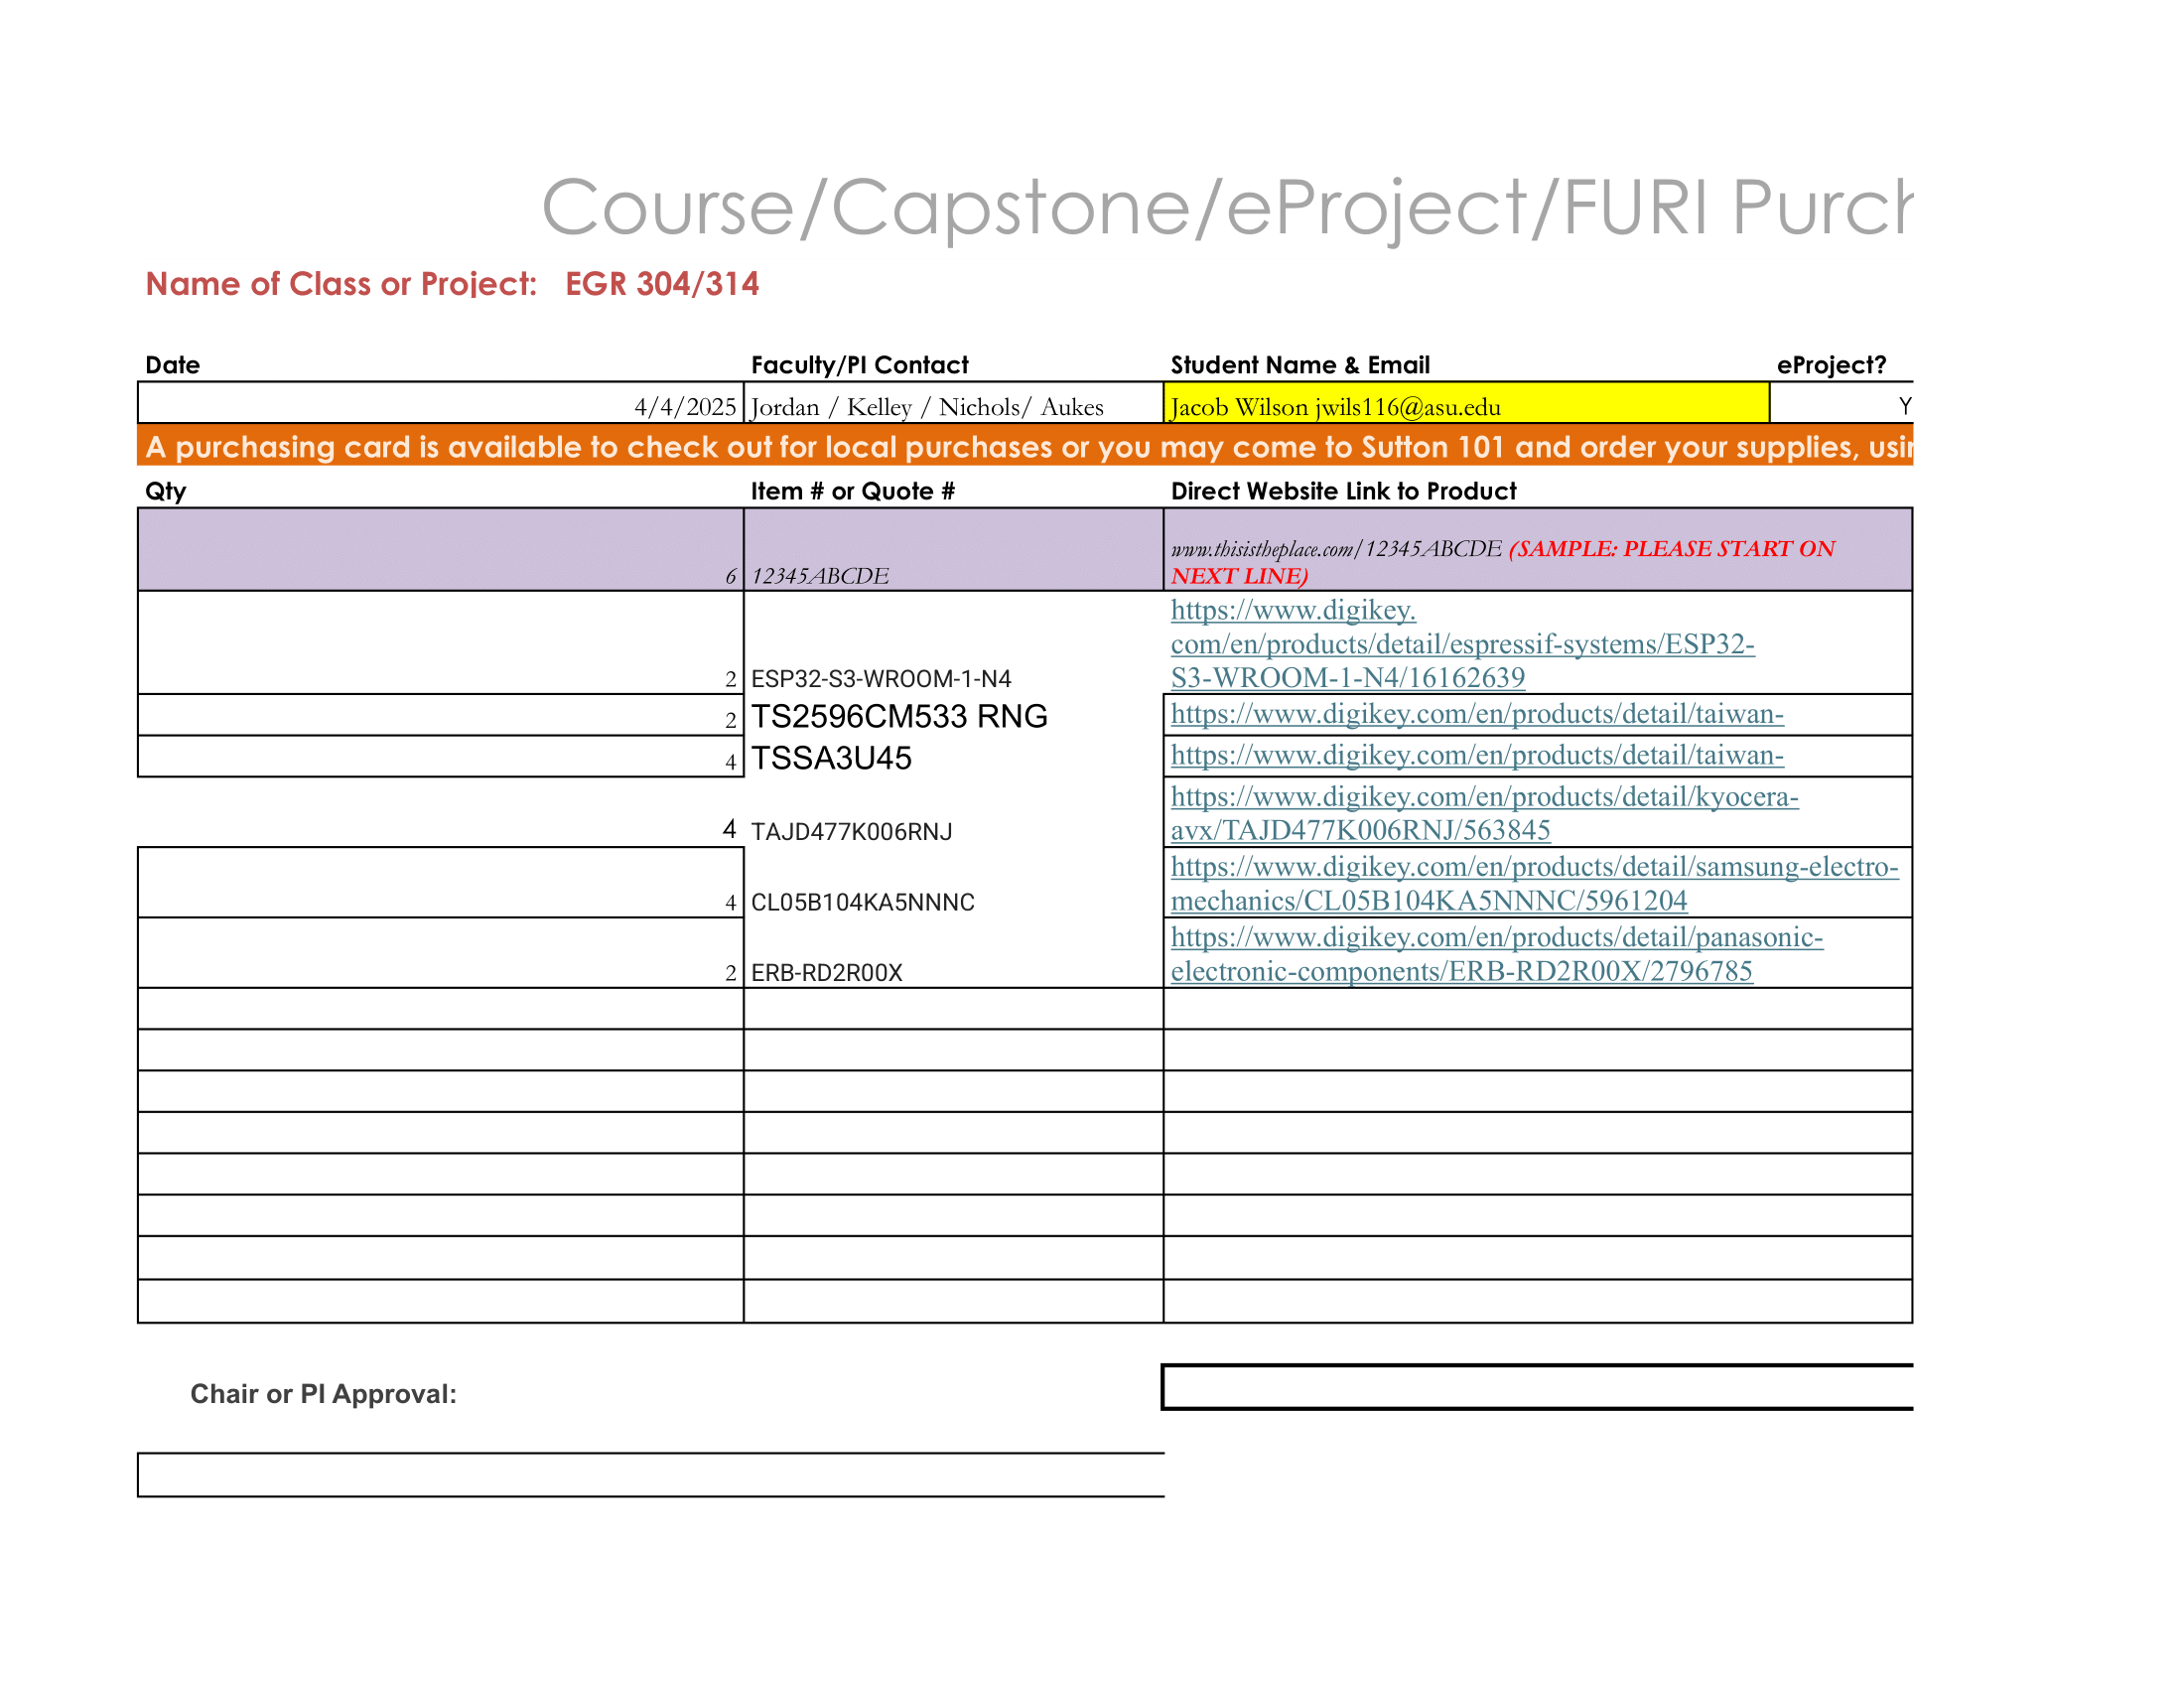 Course/Capstone/eProject/FURI Purch
Name of Class or Project: EGR 304/314
Date Faculty/PI Contact Student Name & Email eProject?
4/4/2025 Jordan / Kelley / Nichols/ Aukes Jacob Wilson jwils116@asu.edu Y
A purchasing card is available to check out for local purchases or you may come to Sutton 101 and order your supplies, usin
Qty Item # or Quote # Direct Website Link to Product
www.thisistheplace.com/12345ABCDE (SAMPLE: PLEASE START ON
6 12345ABCDE NEXT LINE)
https://www.digikey.
com/en/products/detail/espressif-systems/ESP32-
2 ESP32-S3-WROOM-1-N4 S3-WROOM-1-N4/16162639
2 TS2596CM533 RNG https://www.digikey.com/en/products/detail/taiwan-
4 TSSA3U45 https://www.digikey.com/en/products/detail/taiwan-
https://www.digikey.com/en/products/detail/kyocera-
4 TAJD477K006RNJ avx/TAJD477K006RNJ/563845
https://www.digikey.com/en/products/detail/samsung-electro-
4 CL05B104KA5NNNC mechanics/CL05B104KA5NNNC/5961204
https://www.digikey.com/en/products/detail/panasonic-
2 ERB-RD2R00X electronic-components/ERB-RD2R00X/2796785
Chair or PI Approval: